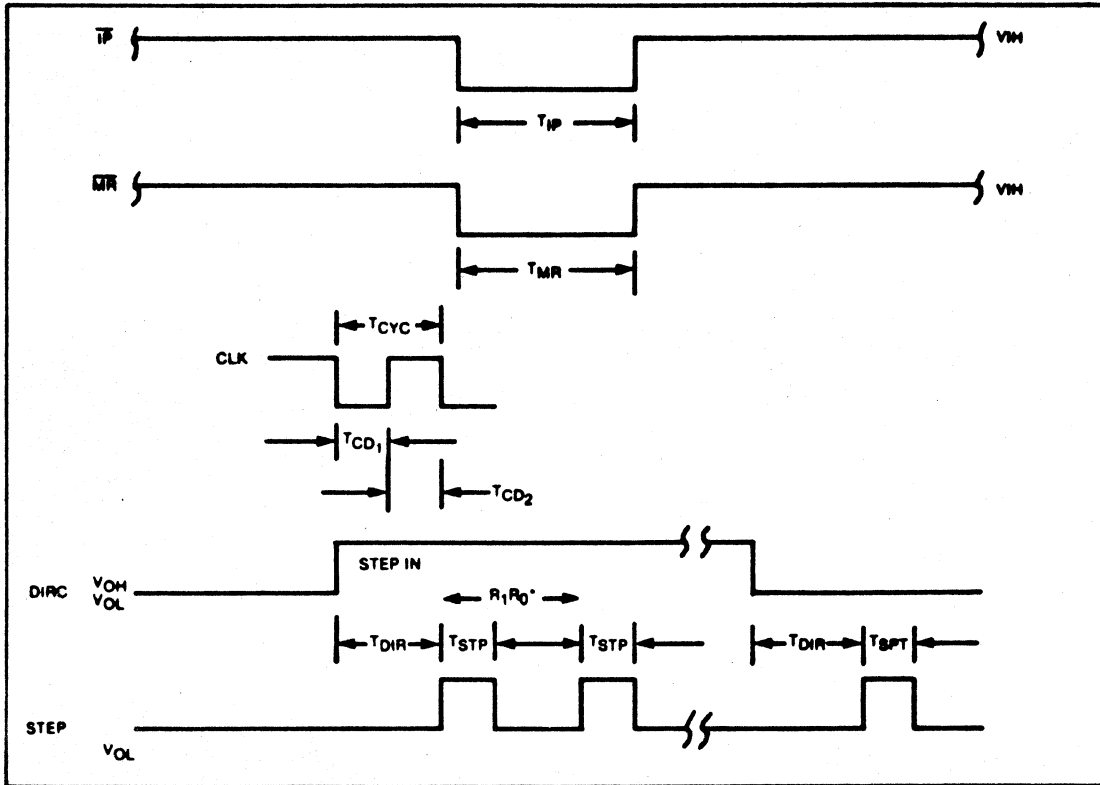 IP VIH
TIP
MR VIH
TMR
TCYC
CLK
TCD1
TCD2
STEP IN
DIRC VOH
VOL
R1R0*
TDIR TSTP TSTP TDIR TSPT
STEP
VOL